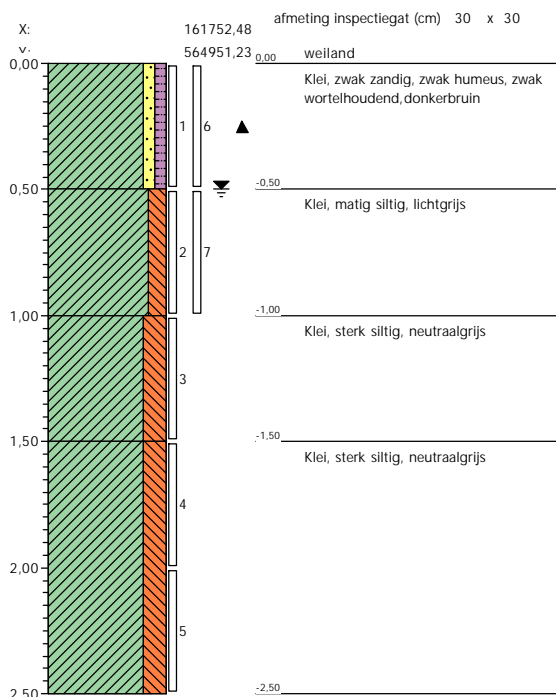 afmeting inspectiegat (cm) 30 x 30
X: 161752,48
564951,23
weiland
0,00
0,00
Klei, zwak zandig, zwak humeus, zwak
wortelhoudend, donkerbruin
1 6
0,50
-0,50
Klei, matig siltig, lichtgrijs
2 7
1,00
-1,00
Klei, sterk siltig, neutraalgrijs
3
1,50
-1,50
Klei, sterk siltig, neutraalgrijs
4
2,00
5
2,50
-2,50